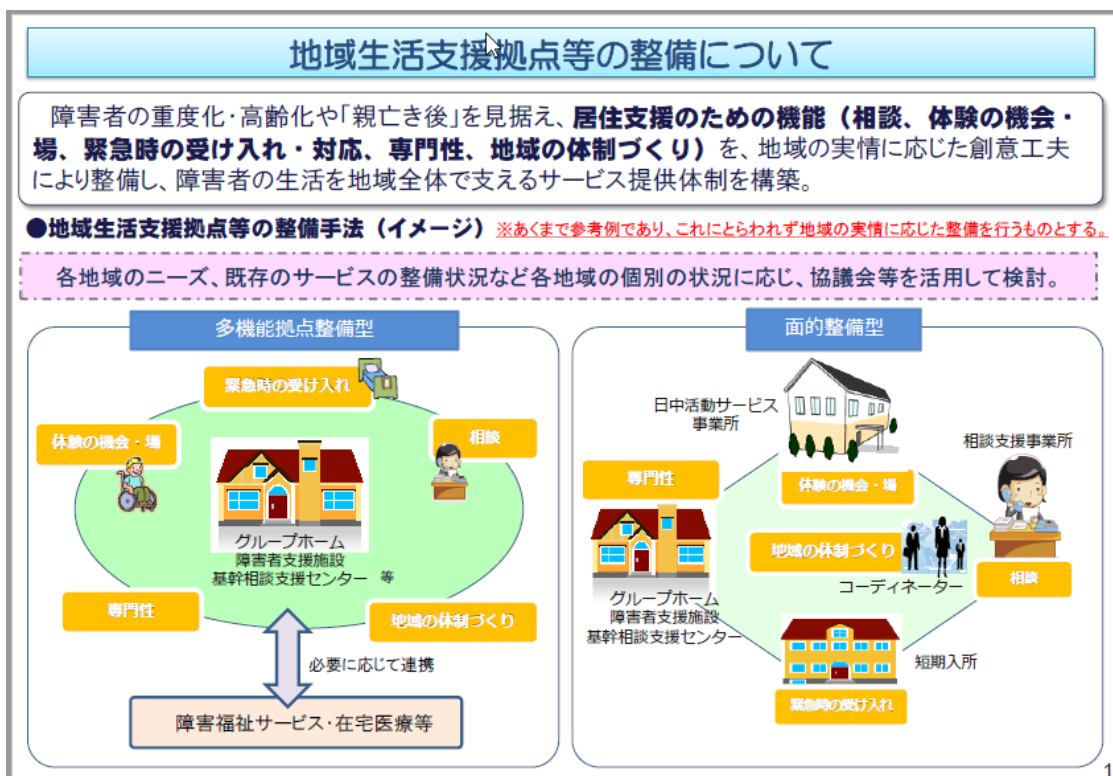 地域生活支援拠点等の整備について
障害者の重度化・高齢化や「親亡き後」を見据え、居住支援のための機能（相談、体験の機会・
場、緊急時の受け入れ・対応、専門性、地域の体制づくり）を、地域の実情に応じた創意工夫
により整備し、障害者の生活を地域全体で支えるサービス提供体制を構築。
●地域生活支援拠点等の整備手法（イメージ）※あくまで参考例であり、これにとらわれず地域の実情に応じた整備を行うものとする。
各地域のニーズ、既存のサービスの整備状況など各地域の個別の状況に応じ、協議会等を活用して検討。
多機能拠点整備型
緊急時の受け入れ
体験の機会・場
相談
グループホーム
障害者支援施設
基幹相談支援センター 等
専門性
地域の体制づくり
必要に応じて連携
障害福祉サービス・在宅医療等
面的整備型
日中活動サービス
事業所
相談支援事業所
専門性
体験の機会・場
地域の体制づくり
コーディネーター
相談
グループホーム
障害者支援施設
基幹相談支援センター
短期入所
緊急時の受け入れ
1